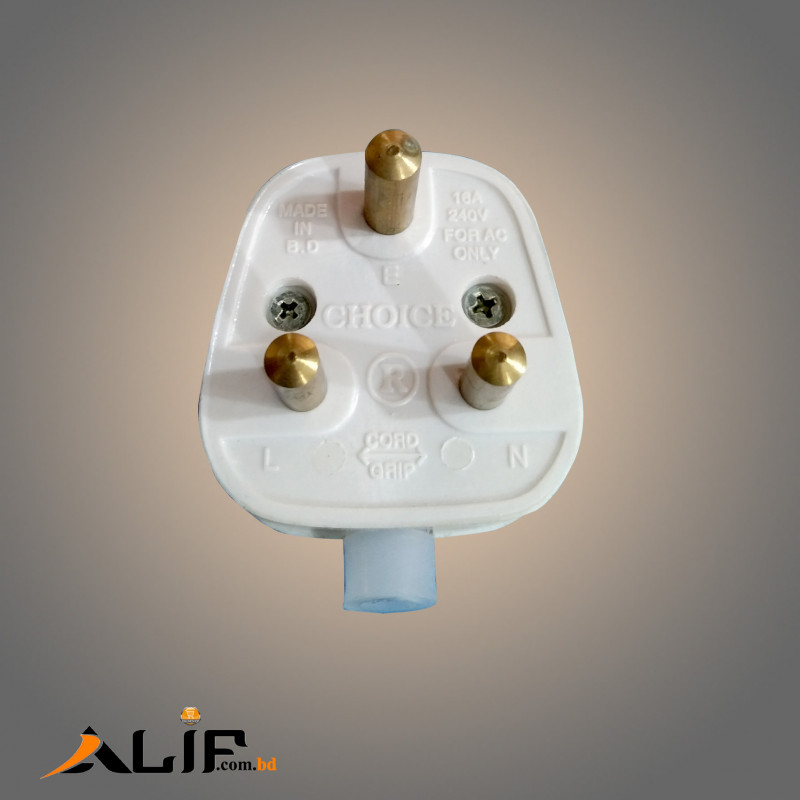 MADE
IN
B.D
16A
240V
FOR AC
ONLY
E
CHOICE
R
L
CORD
GRIP
N
ALIF.com.bd